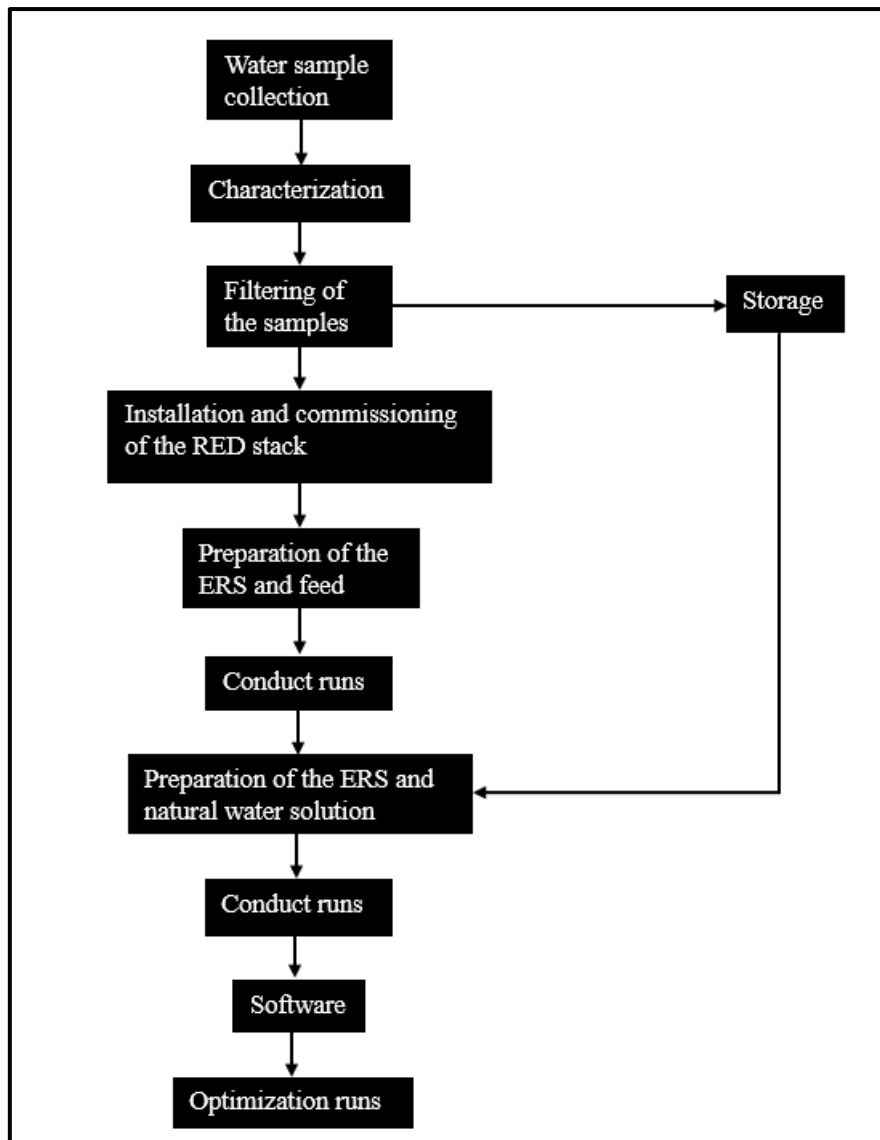 Water sample
collection
Characterization
Filtering of
the samples
Storage
Installation and commissioning
of the RED stack
Preparation of the
ERS and feed
Conduct runs
Preparation of the ERS and
natural water solution
Conduct runs
Software
Optimization runs